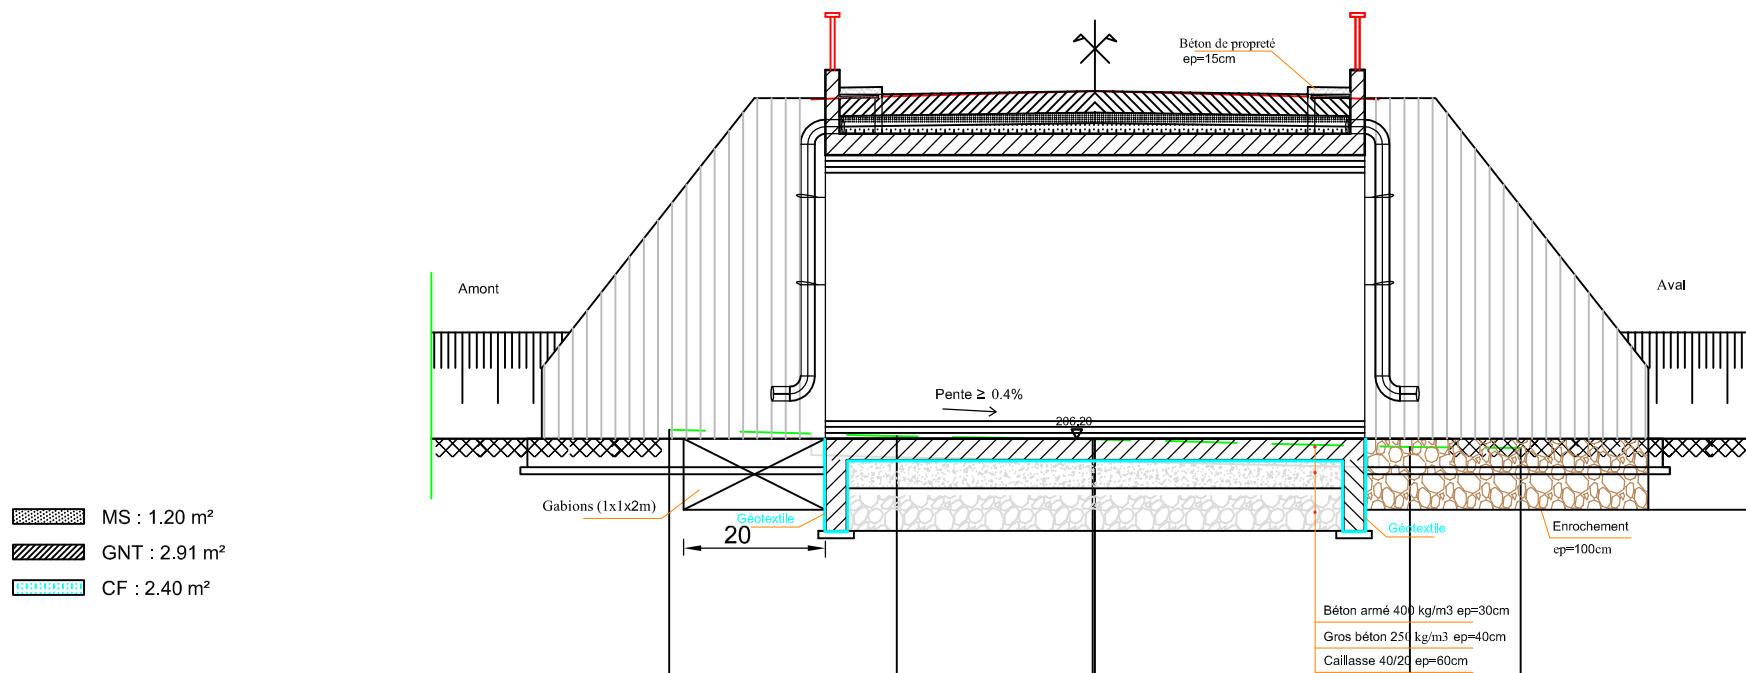 Béton de propreté
ep=15cm
Amont
Aval
Pente ≥ 0.4%
206.20
Gabions (1x1x2m)
Géotextile
Géotextile
20
Enrochement
ep=100cm
MS : 1.20 m²
GNT : 2.91 m²
CF : 2.40 m²
Béton armé 400 kg/m3 ep=30cm
Gros béton 250 kg/m3 ep=40cm
Caillasse 40/20 ep=60cm